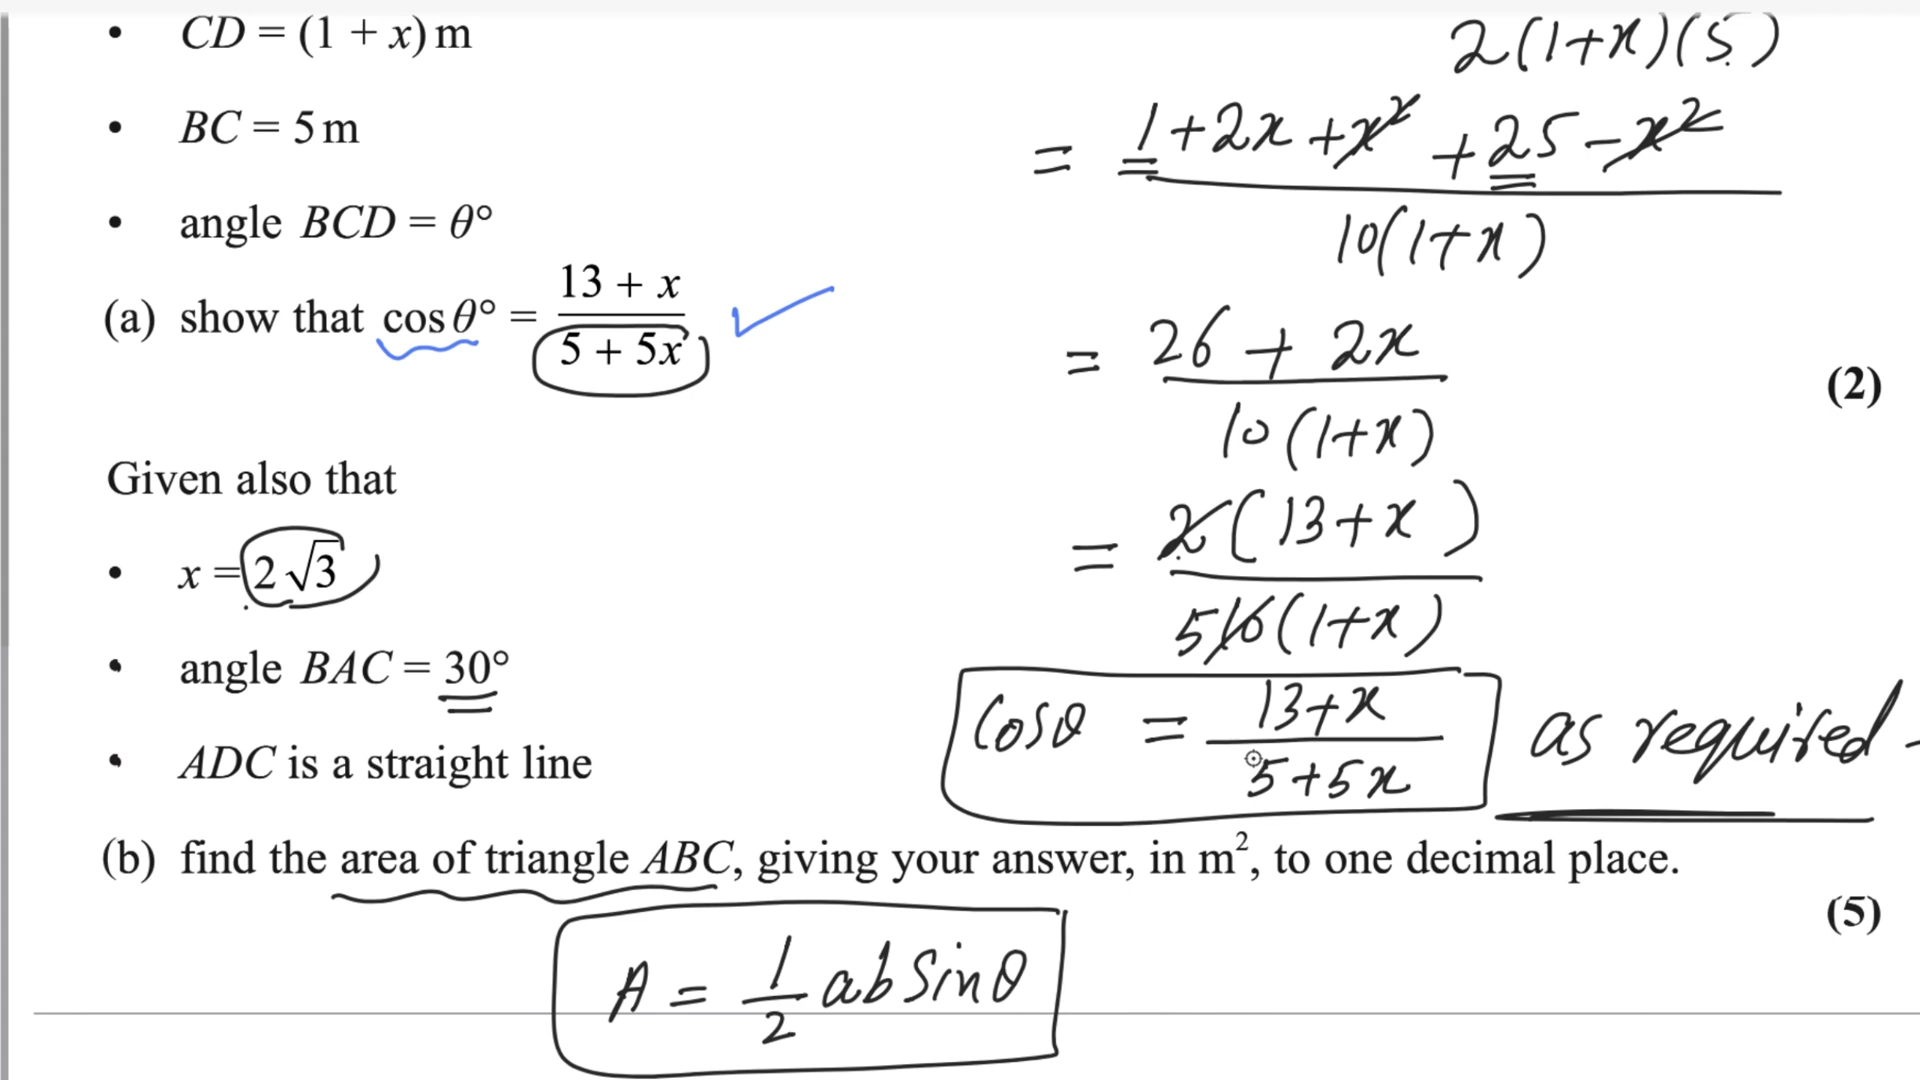 • CD = (1 + x) m
• BC = 5 m
• angle BCD = θ°
(a) show that cos θ° = (13 + x)/(5 + 5x)
(2)
Given also that
• x = 2√3
• angle BAC = 30°
• ADC is a straight line
(b) find the area of triangle ABC, giving your answer, in m², to one decimal place.
(5)
A = 1/2 ab Sin θ
2(1+x)(5)
= 1+2x+x² +25-x²
10(1+x)
= 26 + 2x
10(1+x)
= 2(13+x)
5 10(1+x)
Cosθ = 13+x
5+5x
as required